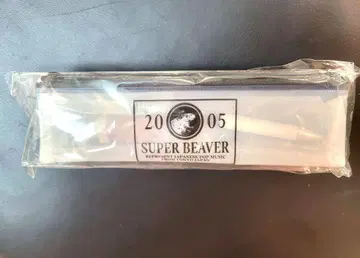 20 05
SUPER BEAVER
REPRESENT JAPANESE POP MUSIC
FROM TOKYO JAPAN